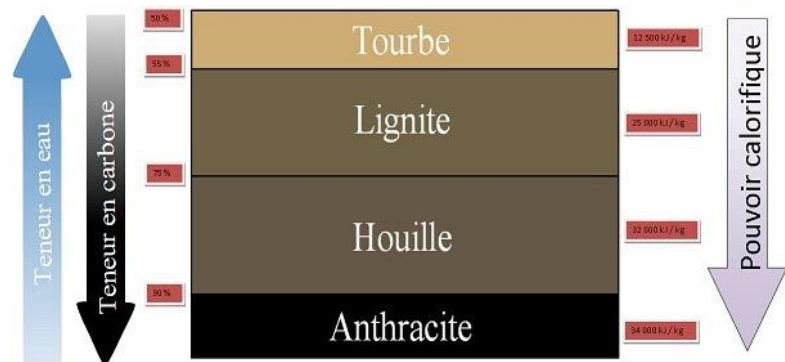 Teneur en eau
Teneur en carbone
50 %
55 %
75 %
90 %
Tourbe
Lignite
Houille
Anthracite
12 500 kJ / kg
25 000 kJ / kg
32 000 kJ / kg
34 000 kJ / kg
Pouvoir calorifique